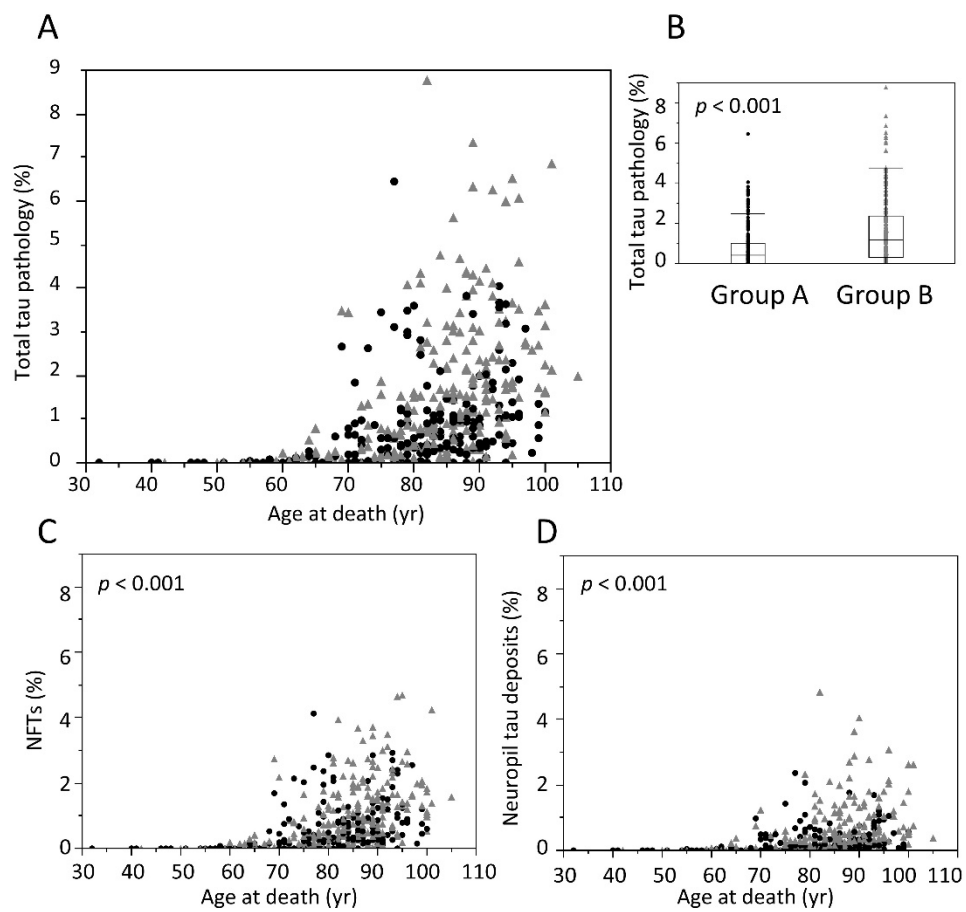 A
Total tau pathology (%)
9
8
7
6
5
4
3
2
1
0
30 40 50 60 70 80 90 100 110
Age at death (yr)
B
Total tau pathology (%)
8
6
4
2
0
p < 0.001
Group A Group B
C
NFTs (%)
8
6
4
2
0
p < 0.001
30 40 50 60 70 80 90 100 110
Age at death (yr)
D
Neuropil tau deposits (%)
8
6
4
2
0
p < 0.001
30 40 50 60 70 80 90 100 110
Age at death (yr)